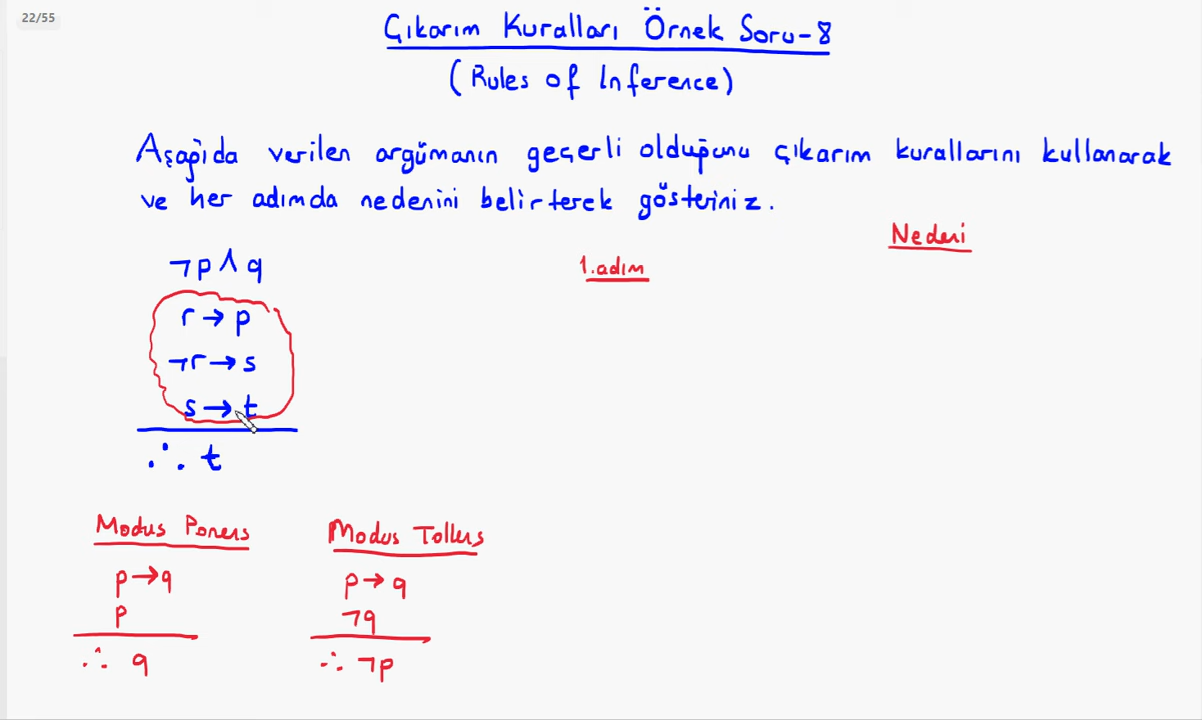 22/55
Çıkarım Kuralları Örnek Soru-8
(Rules of Inference)
Aşağıda verilen argümanın geçerli olduğunu çıkarım kurallarını kullanarak
ve her adımda nedenini belirterek gösteriniz.
Nedeni
1.adım
¬p ∧ q
r → p
¬r → s
s → t
∴ t
Modus Ponens
p → q
p
∴ q
Modus Tollens
p → q
¬q
∴ ¬p